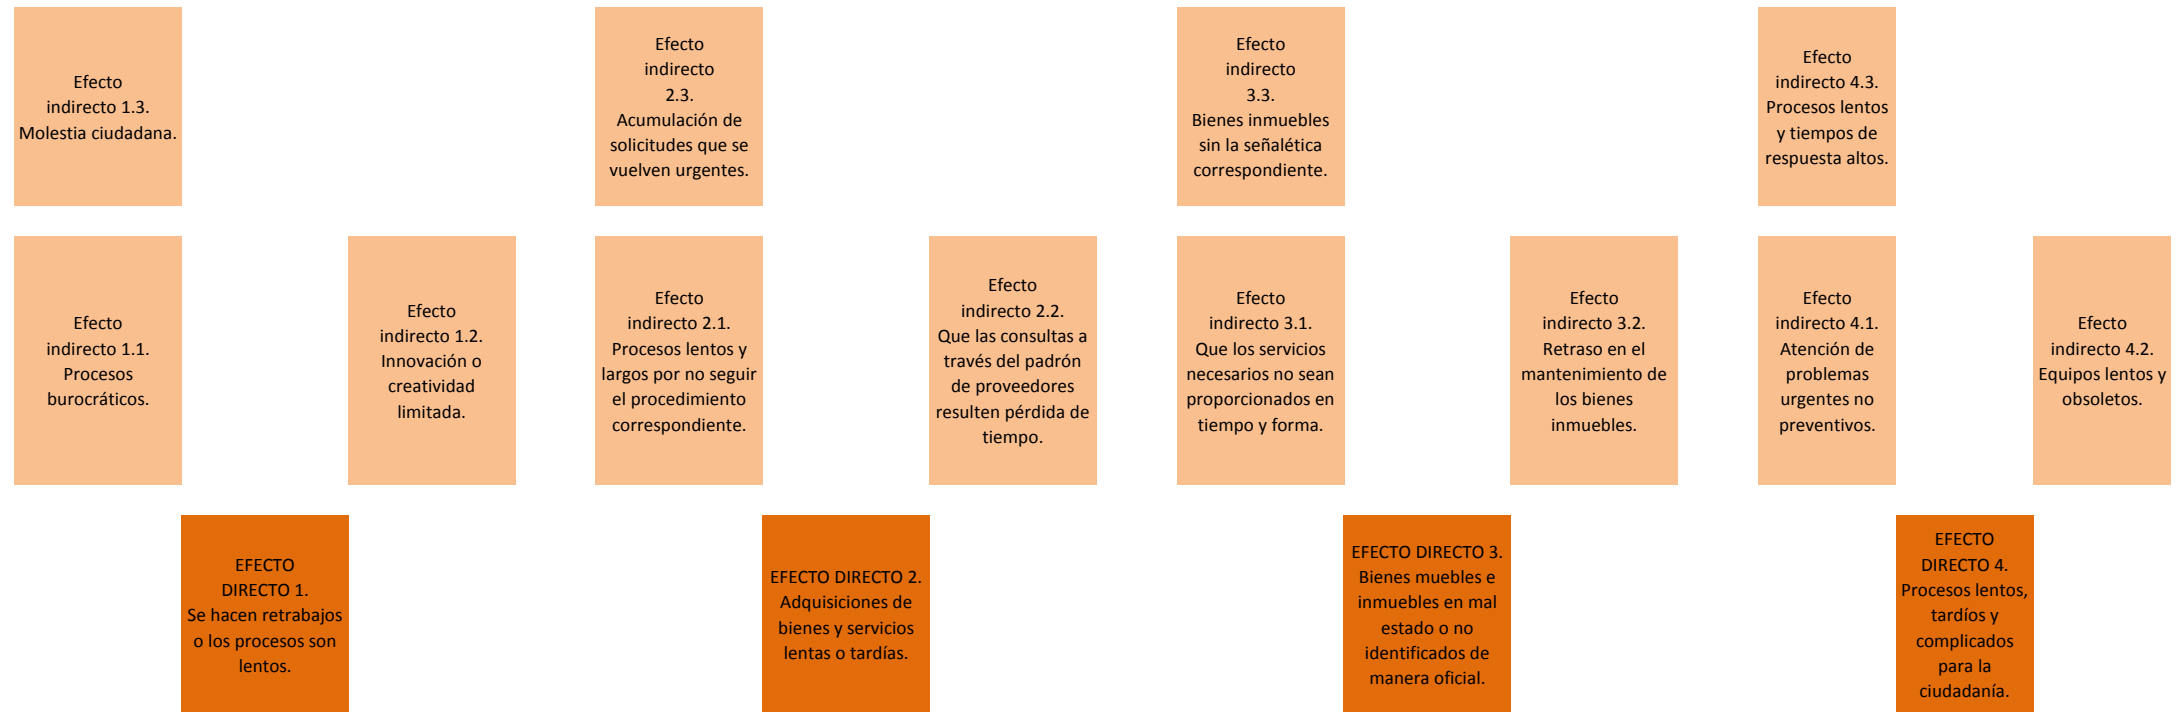 Efecto
indirecto 1.3.
Molestia ciudadana.
Efecto
indirecto
2.3.
Acumulación de
solicitudes que se
vuelven urgentes.
Efecto
indirecto
3.3.
Bienes inmuebles
sin la señalética
correspondiente.
Efecto
indirecto 4.3.
Procesos lentos
y tiempos de
respuesta altos.
Efecto
indirecto 1.1.
Procesos
burocráticos.
Efecto
indirecto 1.2.
Innovación o
creatividad
limitada.
Efecto
indirecto 2.1.
Procesos lentos y
largos por no seguir
el procedimiento
correspondiente.
Efecto
indirecto 2.2.
Que las consultas a
través del padrón
de proveedores
resulten pérdida de
tiempo.
Efecto
indirecto 3.1.
Que los servicios
necesarios no sean
proporcionados en
tiempo y forma.
Efecto
indirecto 3.2.
Retraso en el
mantenimiento de
los bienes
inmuebles.
Efecto
indirecto 4.1.
Atención de
problemas
urgentes no
preventivos.
Efecto
indirecto 4.2.
Equipos lentos y
obsoletos.
EFECTO
DIRECTO 1.
Se hacen retrabajos
o los procesos son
lentos.
EFECTO DIRECTO 2.
Adquisiciones de
bienes y servicios
lentas o tardías.
EFECTO DIRECTO 3.
Bienes muebles e
inmuebles en mal
estado o no
identificados de
manera oficial.
EFECTO
DIRECTO 4.
Procesos lentos,
tardíos y
complicados
para la
ciudadanía.